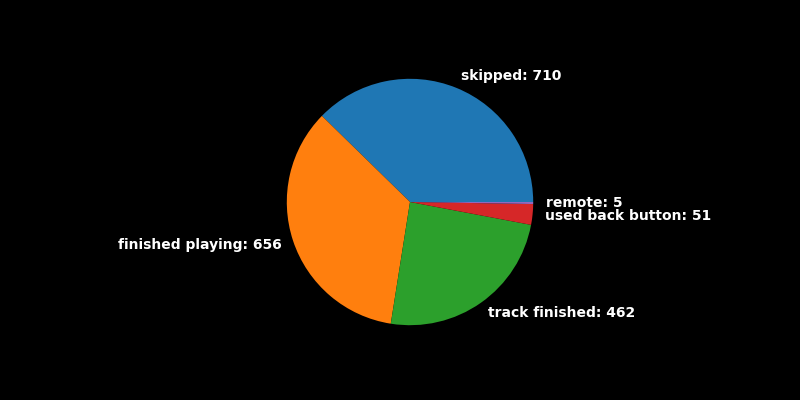 skipped: 710
remote: 5
used back button: 51
finished playing: 656
track finished: 462